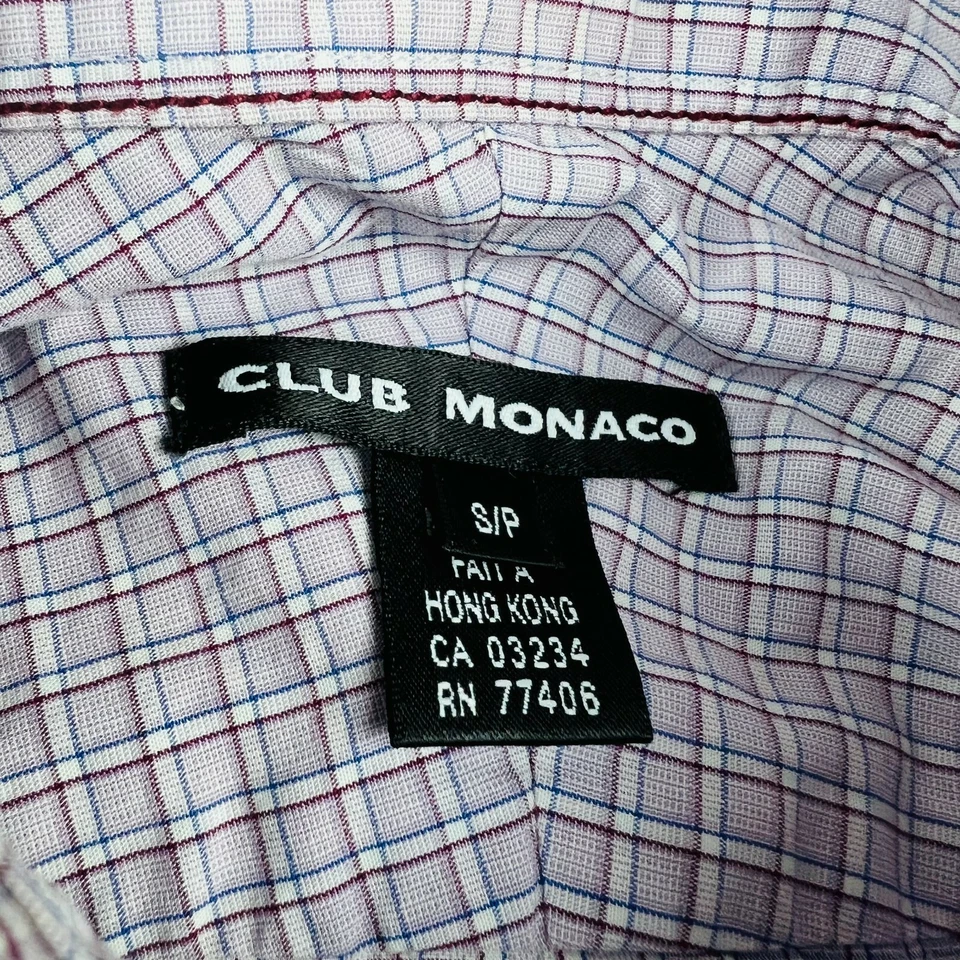 CLUB MONACO
S/P
FAIT A
HONG KONG
CA 03234
RN 77406